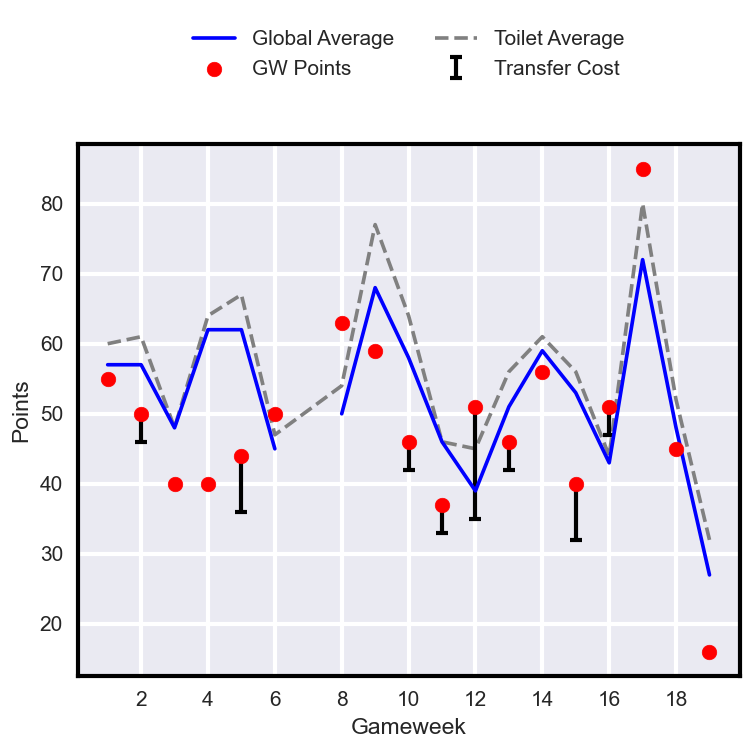 Global Average
Toilet Average
GW Points
Transfer Cost
80
70
60
50
40
30
20
Points
2 4 6 8 10 12 14 16 18
Gameweek